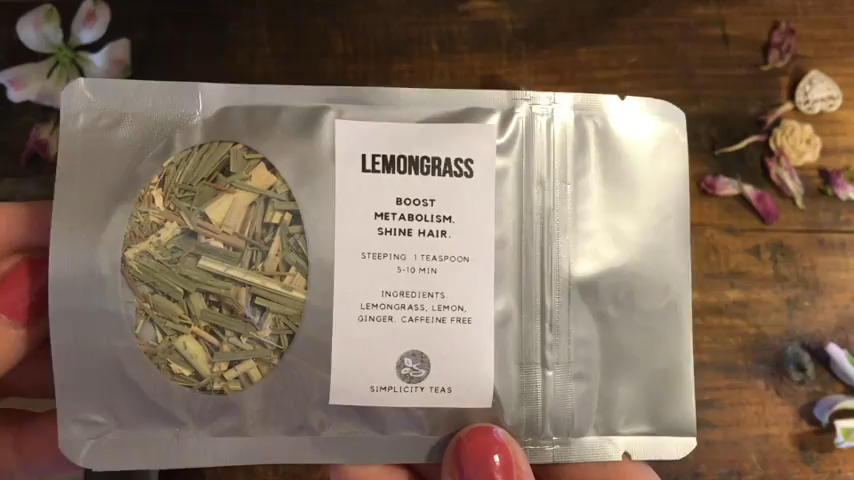 LEMONGRASS
BOOST
METABOLISM.
SHINE HAIR.
STEEPING 1 TEASPOON
5-10 MIN
INGREDIENTS
LEMONGRASS, LEMON,
GINGER. CAFFEINE FREE
SIMPLICITY TEAS